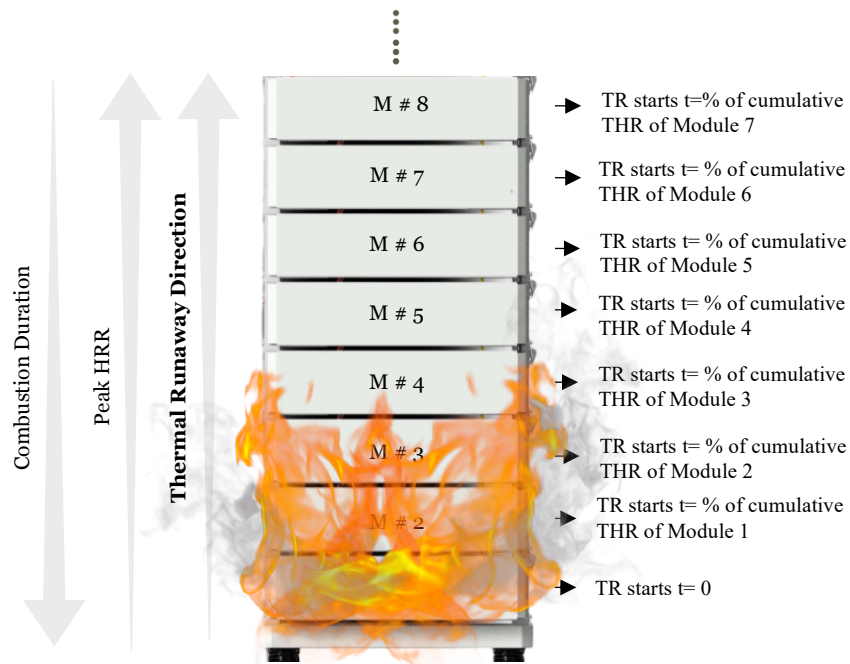 M # 8
TR starts t=% of cumulative
THR of Module 7
M # 7
TR starts t= % of cumulative
THR of Module 6
M # 6
TR starts t= % of cumulative
THR of Module 5
M # 5
TR starts t= % of cumulative
THR of Module 4
M # 4
TR starts t= % of cumulative
THR of Module 3
M # 3
TR starts t= % of cumulative
THR of Module 2
M # 2
TR starts t= % of cumulative
THR of Module 1
TR starts t= 0
Combustion Duration
Peak HRR
Thermal Runaway Direction